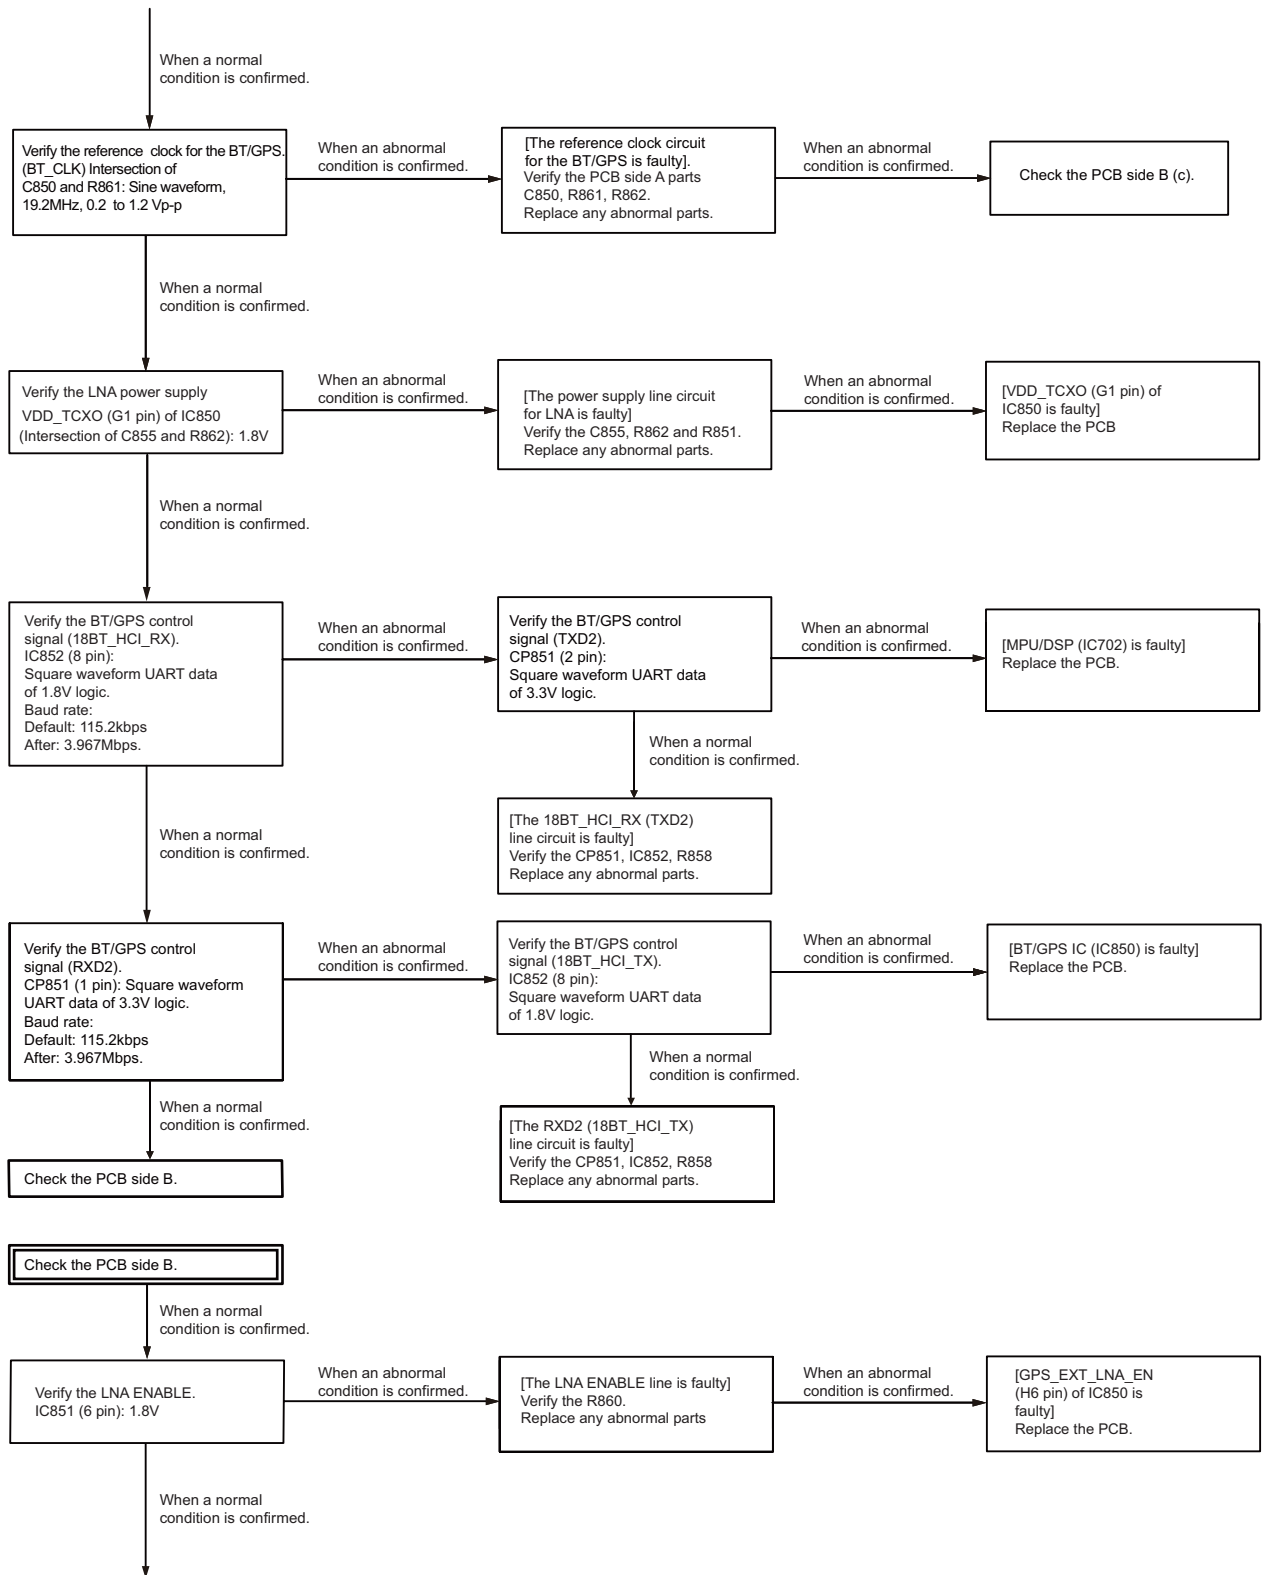 When a normal
condition is confirmed.
Verify the reference clock for the BT/GPS.
(BT_CLK) Intersection of
C850 and R861: Sine waveform,
19.2MHz, 0.2 to 1.2 Vp-p
When an abnormal
condition is confirmed.
[The reference clock circuit
for the BT/GPS is faulty].
Verify the PCB side A parts
C850, R861, R862.
Replace any abnormal parts.
When an abnormal
condition is confirmed.
Check the PCB side B (c).
When a normal
condition is confirmed.
Verify the LNA power supply
VDD_TCXO (G1 pin) of IC850
(Intersection of C855 and R862): 1.8V
When an abnormal
condition is confirmed.
[The power supply line circuit
for LNA is faulty]
Verify the C855, R862 and R851.
Replace any abnormal parts.
When an abnormal
condition is confirmed.
[VDD_TCXO (G1 pin) of
IC850 is faulty]
Replace the PCB
When a normal
condition is confirmed.
Verify the BT/GPS control
signal (18BT_HCI_RX).
IC852 (8 pin):
Square waveform UART data
of 1.8V logic.
Baud rate:
Default: 115.2kbps
After: 3.967Mbps.
When an abnormal
condition is confirmed.
Verify the BT/GPS control
signal (TXD2).
CP851 (2 pin):
Square waveform UART data
of 3.3V logic.
When an abnormal
condition is confirmed.
[MPU/DSP (IC702) is faulty]
Replace the PCB.
When a normal
condition is confirmed.
[The 18BT_HCI_RX (TXD2)
line circuit is faulty]
Verify the CP851, IC852, R858
Replace any abnormal parts.
When a normal
condition is confirmed.
Verify the BT/GPS control
signal (RXD2).
CP851 (1 pin): Square waveform
UART data of 3.3V logic.
Baud rate:
Default: 115.2kbps
After: 3.967Mbps.
When an abnormal
condition is confirmed.
Verify the BT/GPS control
signal (18BT_HCI_TX).
IC852 (8 pin):
Square waveform UART data
of 1.8V logic.
When an abnormal
condition is confirmed.
[BT/GPS IC (IC850) is faulty]
Replace the PCB.
When a normal
condition is confirmed.
[The RXD2 (18BT_HCI_TX)
line circuit is faulty]
Verify the CP851, IC852, R858
Replace any abnormal parts.
When a normal
condition is confirmed.
Check the PCB side B.
Check the PCB side B.
When a normal
condition is confirmed.
Verify the LNA ENABLE.
IC851 (6 pin): 1.8V
When an abnormal
condition is confirmed.
[The LNA ENABLE line is faulty]
Verify the R860.
Replace any abnormal parts
When an abnormal
condition is confirmed.
[GPS_EXT_LNA_EN
(H6 pin) of IC850 is
faulty]
Replace the PCB.
When a normal
condition is confirmed.